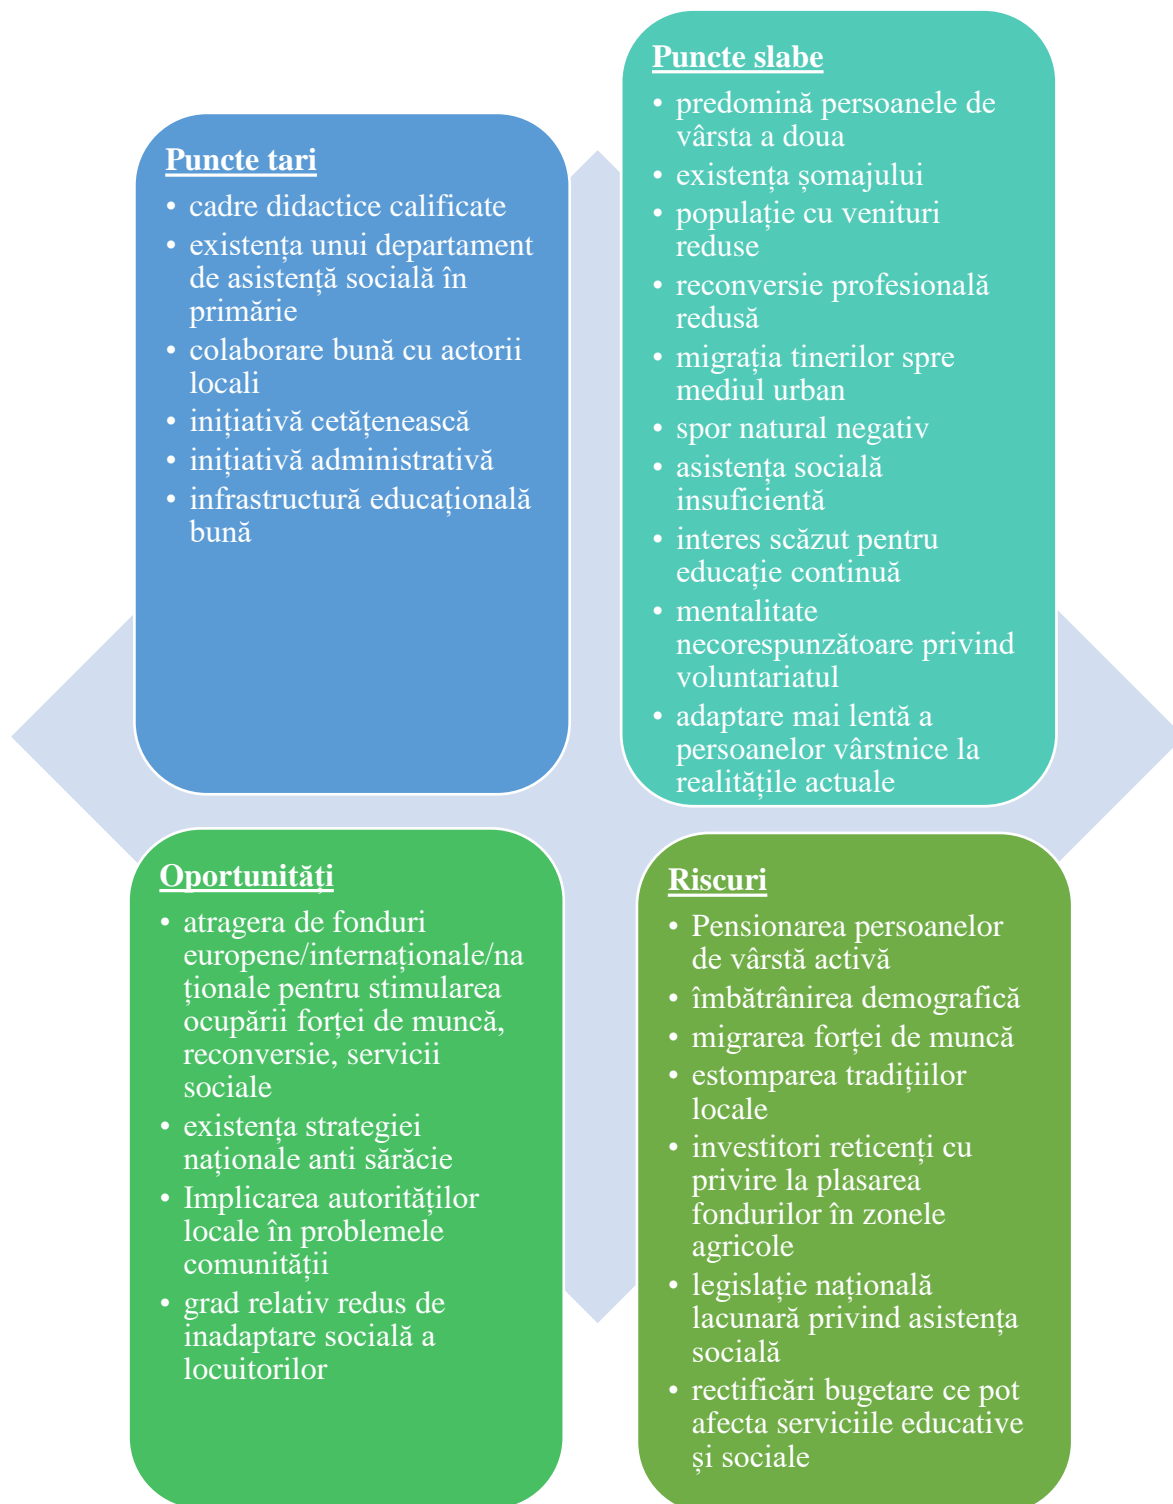 Puncte tari
• cadre didactice calificate
• existența unui departament
de asistență socială în
primărie
• colaborare bună cu actorii
locali
• inițiativă cetățenească
• inițiativă administrativă
• infrastructură educațională
bună
Puncte slabe
• predomină persoanele de
vârsta a doua
• existența șomajului
• populație cu venituri
reduse
• reconversie profesională
redusă
• migrația tinerilor spre
mediul urban
• spor natural negativ
• asistența socială
insuficientă
• interes scăzut pentru
educație continuă
• mentalitate
necorespunzătoare privind
voluntariatul
• adaptare mai lentă a
persoanelor vârstnice la
realitățile actuale
Oportunități
• atragera de fonduri
europene/internaționale/na
ționale pentru stimularea
ocupării forței de muncă,
reconversie, servicii
sociale
• existența strategiei
naționale anti sărăcie
• Implicarea autorităților
locale în problemele
comunității
• grad relativ redus de
inadaptare socială a
locuitorilor
Riscuri
• Pensionarea persoanelor
de vârstă activă
• îmbătrânirea demografică
• migrarea forței de muncă
• estomparea tradițiilor
locale
• investitori reticenți cu
privire la plasarea
fondurilor în zonele
agricole
• legislație națională
lacunară privind asistența
socială
• rectificări bugetare ce pot
afecta serviciile educative
și sociale